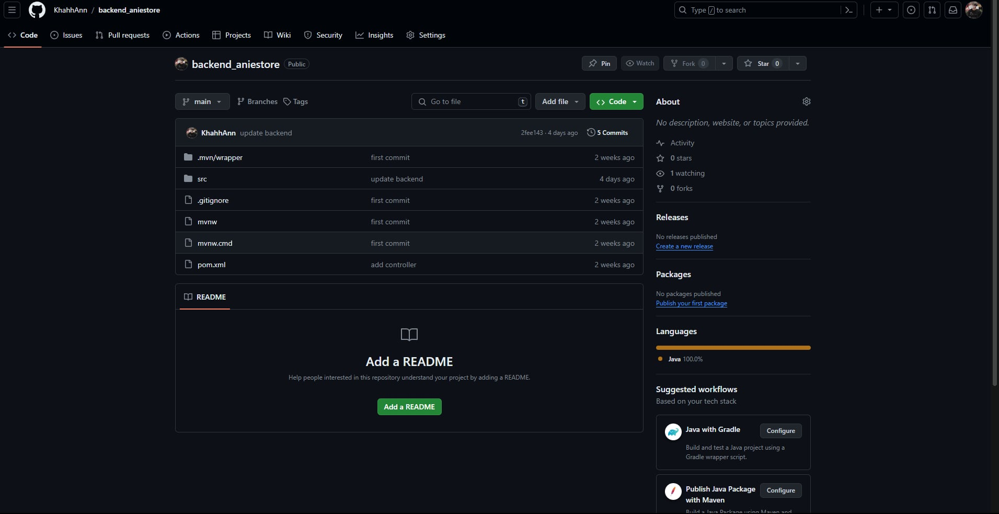 KhahhAnn / backend_aniestore
Type / to search
Code Issues Pull requests Actions Projects Wiki Security Insights Settings
backend_aniestore Public
Pin Watch Fork 0 Star 0
main Branches Tags
Go to file t Add file Code
KhahhAnn update backend 2fee143 · 4 days ago 5 Commits
.mvn/wrapper first commit 2 weeks ago
src update backend 4 days ago
.gitignore first commit 2 weeks ago
mvnw first commit 2 weeks ago
mvnw.cmd first commit 2 weeks ago
pom.xml add controller 2 weeks ago
README
Add a README
Help people interested in this repository understand your project by adding a README.
Add a README
About
No description, website, or topics provided.
Activity
0 stars
1 watching
0 forks
Releases
No releases published
Create a new release
Packages
No packages published
Publish your first package
Languages
Java 100.0%
Suggested workflows
Based on your tech stack
Java with Gradle Configure
Build and test a Java project using a
Gradle wrapper script.
Publish Java Package Configure
with Maven
Build a Java Package using Maven and